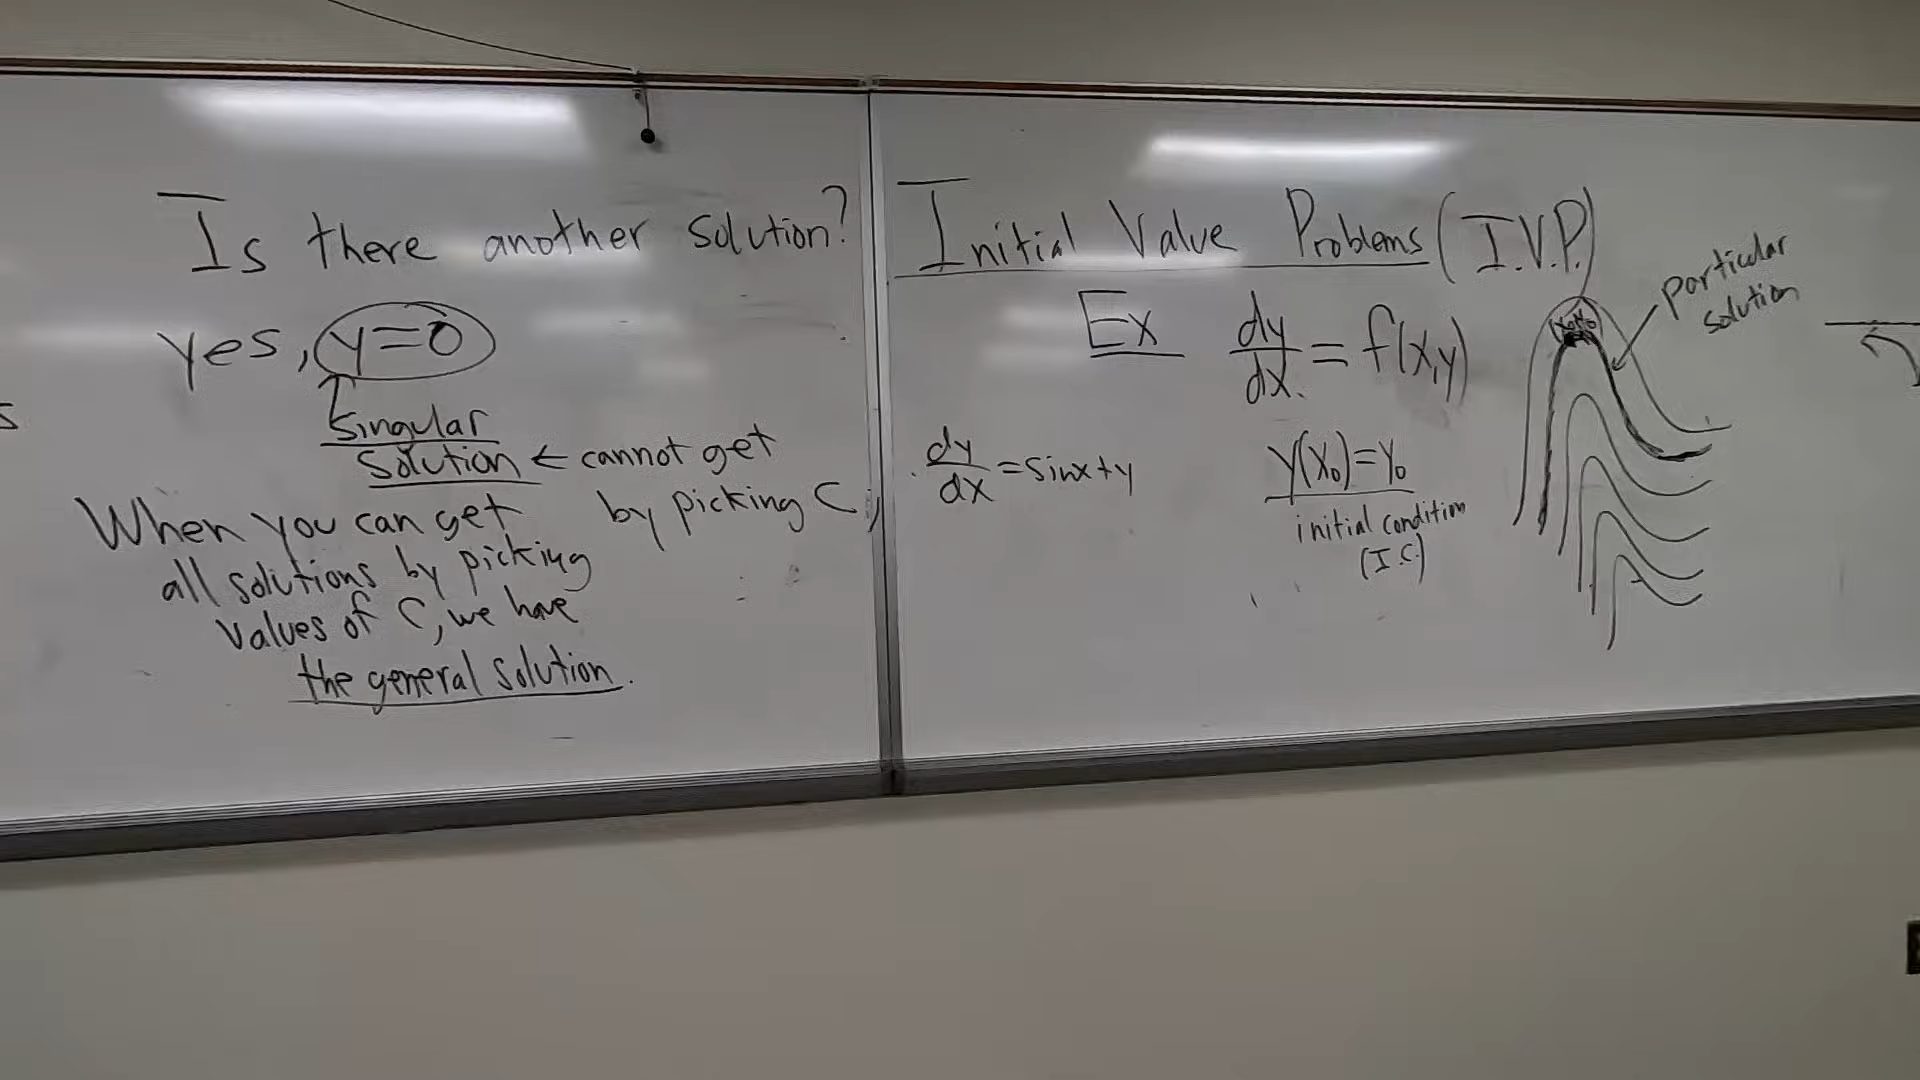 Is there another solution?
yes, y=0
Singular
solution ← cannot get
by picking C,
When you can get
all solutions by picking
values of C, we have
the general solution.
Initial Value Problems (I.V.P.)
Ex dy/dx = f(x,y)
dy/dx = sinx+y
y(x₀)=y₀
initial condition
(I.C.)
particular
solution